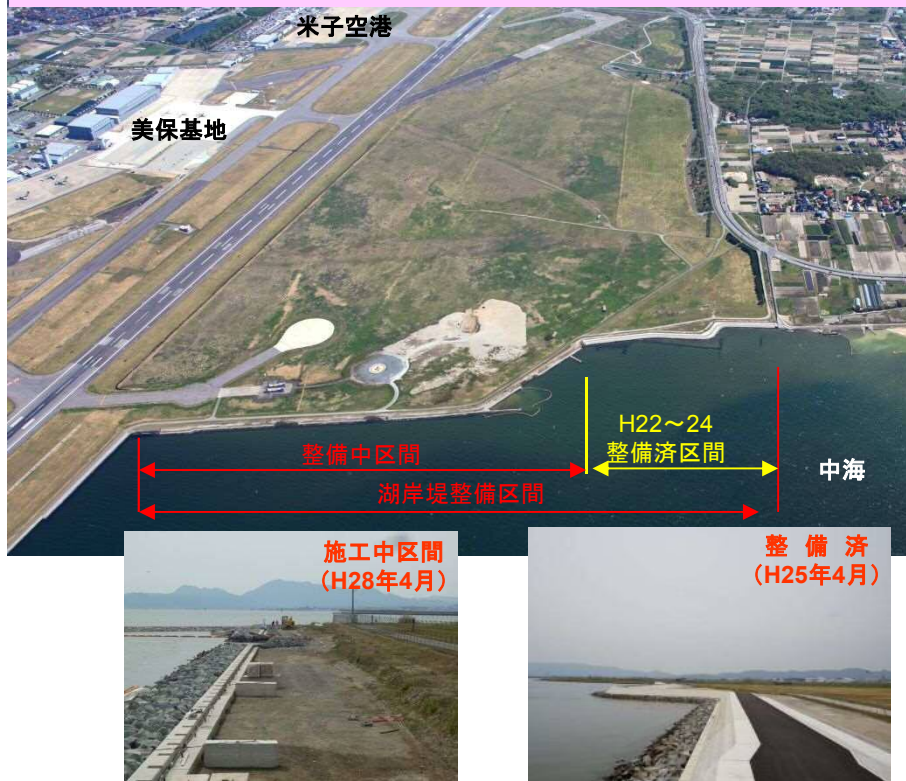 米子空港
美保基地
H22～24
整備済区間
整備中区間
中海
湖岸堤整備区間
施工中区間
（H28年4月）
整備済
（H25年4月）